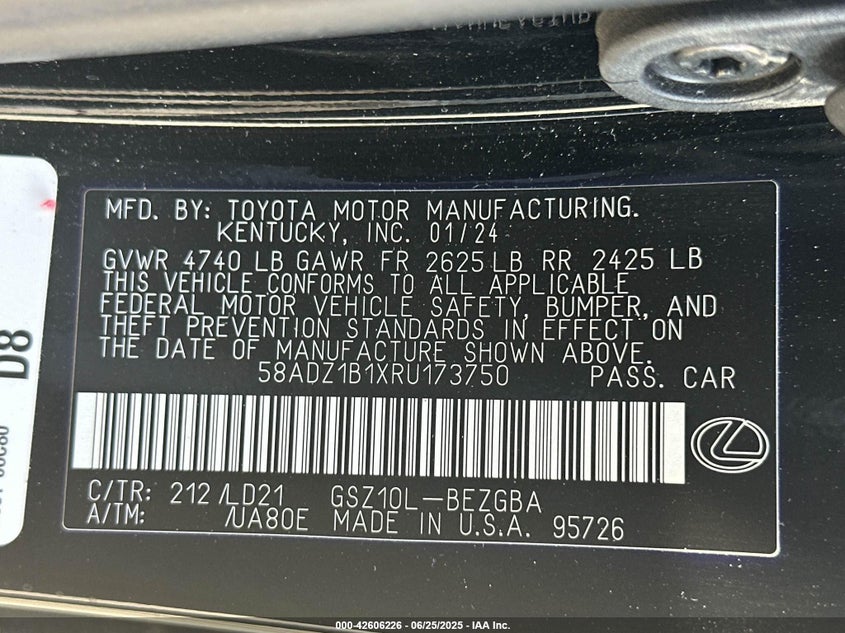 MFD. BY: TOYOTA MOTOR MANUFACTURING.
KENTUCKY, INC. 01/24
GVWR 4740 LB GAWR FR 2625 LB RR 2425 LB
THIS VEHICLE CONFORMS TO ALL APPLICABLE
FEDERAL MOTOR VEHICLE SAFETY, BUMPER, AND
THEFT PREVENTION STANDARDS IN EFFECT ON
THE DATE OF MANUFACTURE SHOWN ABOVE.
58ADZ1B1XRU173750 PASS. CAR
C/TR: 212 /LD21 GSZ10L-BEZGBA
A/TM: /UA80E MADE IN U.S.A. 95726
D8
000-42606226 - 06/25/2025 - IAA Inc.